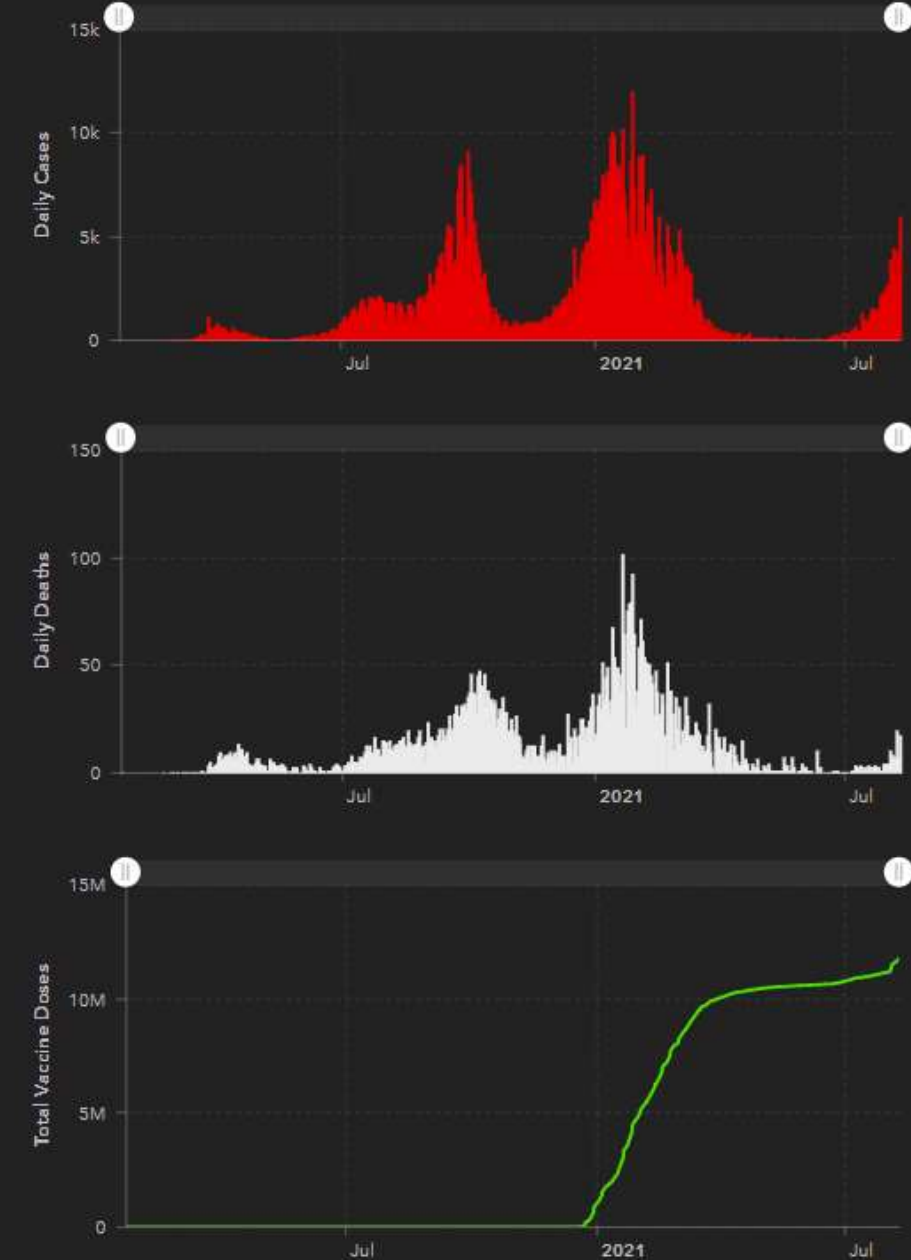 15k
10k
5k
0
Daily Cases
Jul
2021
Jul
150
100
50
0
Daily Deaths
Jul
2021
Jul
15M
10M
5M
0
Total Vaccine Doses
Jul
2021
Jul